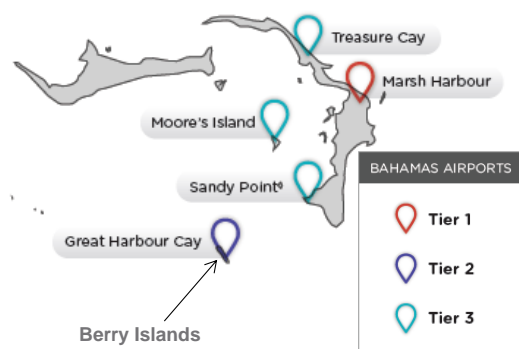 Treasure Cay
Marsh Harbour
Moore's Island
Sandy Point
Great Harbour Cay
Berry Islands
BAHAMAS AIRPORTS
Tier 1
Tier 2
Tier 3